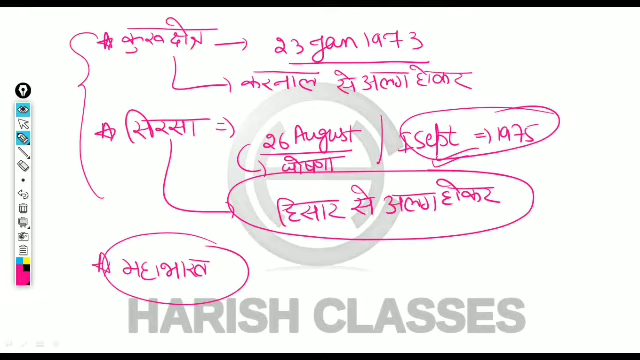 * कुरुक्षेत्र → 23 Jan 1973
→ करनाल से अलग होकर
* सिरसा ⇒ 26 August / 1 Sept ⇒ 1975
↳ घोषणा
→ हिसार से अलग होकर
* महाभारत
HARISH CLASSES